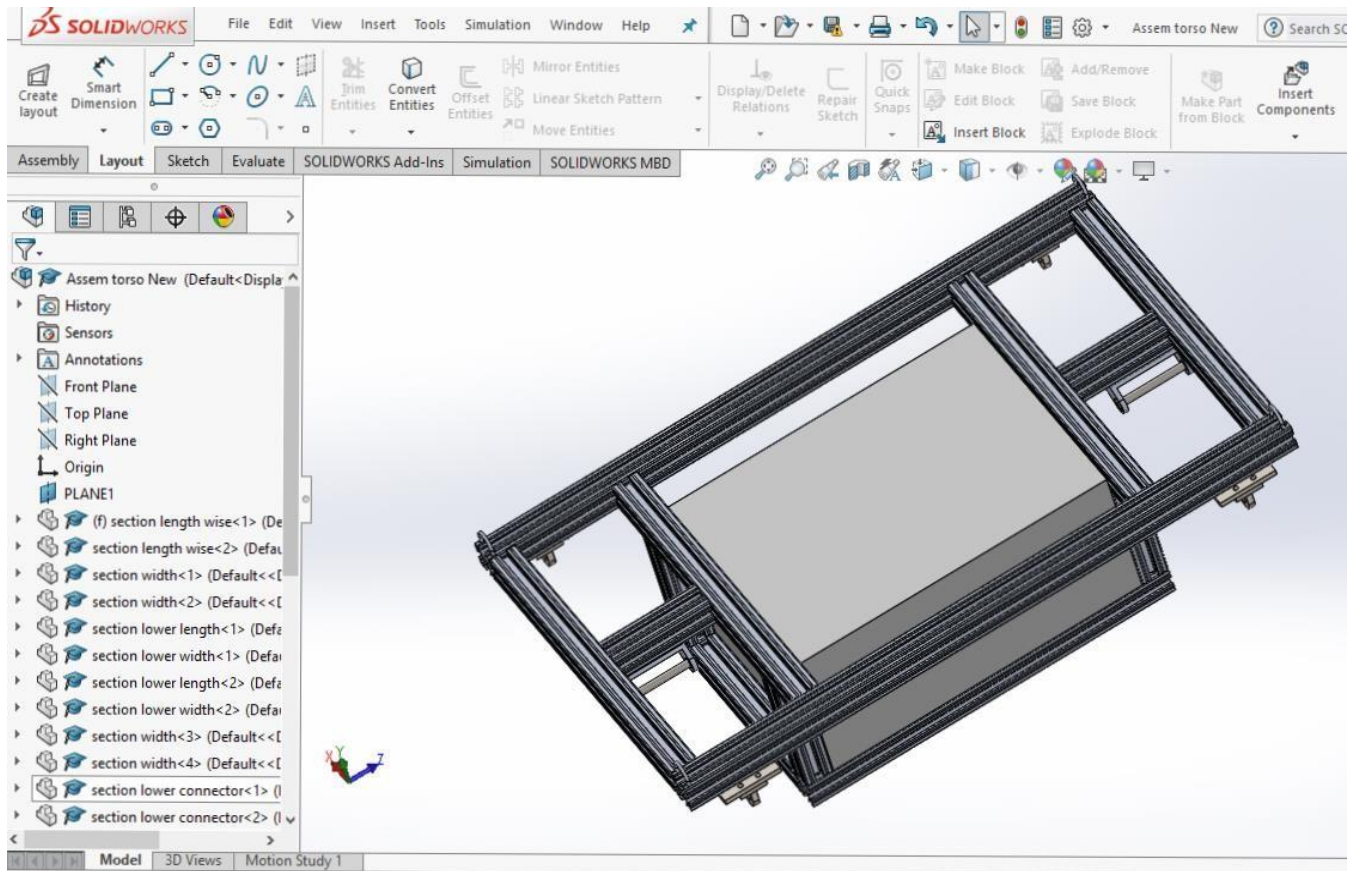 SOLIDWORKS File Edit View Insert Tools Simulation Window Help Assem torso New Search SC
Create layout
Smart Dimension
Trim Entities
Convert Entities
Offset Entities
Mirror Entities
Linear Sketch Pattern
Move Entities
Display/Delete Relations
Repair Sketch
Quick Snaps
Make Block
Edit Block
Insert Block
Add/Remove
Save Block
Explode Block
Make Part from Block
Insert Components
Assembly Layout Sketch Evaluate SOLIDWORKS Add-Ins Simulation SOLIDWORKS MBD
Assem torso New (Default<Displa
History
Sensors
Annotations
Front Plane
Top Plane
Right Plane
Origin
PLANE1
(f) section length wise<1> (De
section length wise<2> (Defau
section width<1> (Default<<D
section width<2> (Default<<D
section lower length<1> (Defa
section lower width<1> (Defau
section lower length<2> (Defa
section lower width<2> (Defau
section width<3> (Default<<D
section width<4> (Default<<D
section lower connector<1> (
section lower connector<2> (
X Y Z
Model 3D Views Motion Study 1